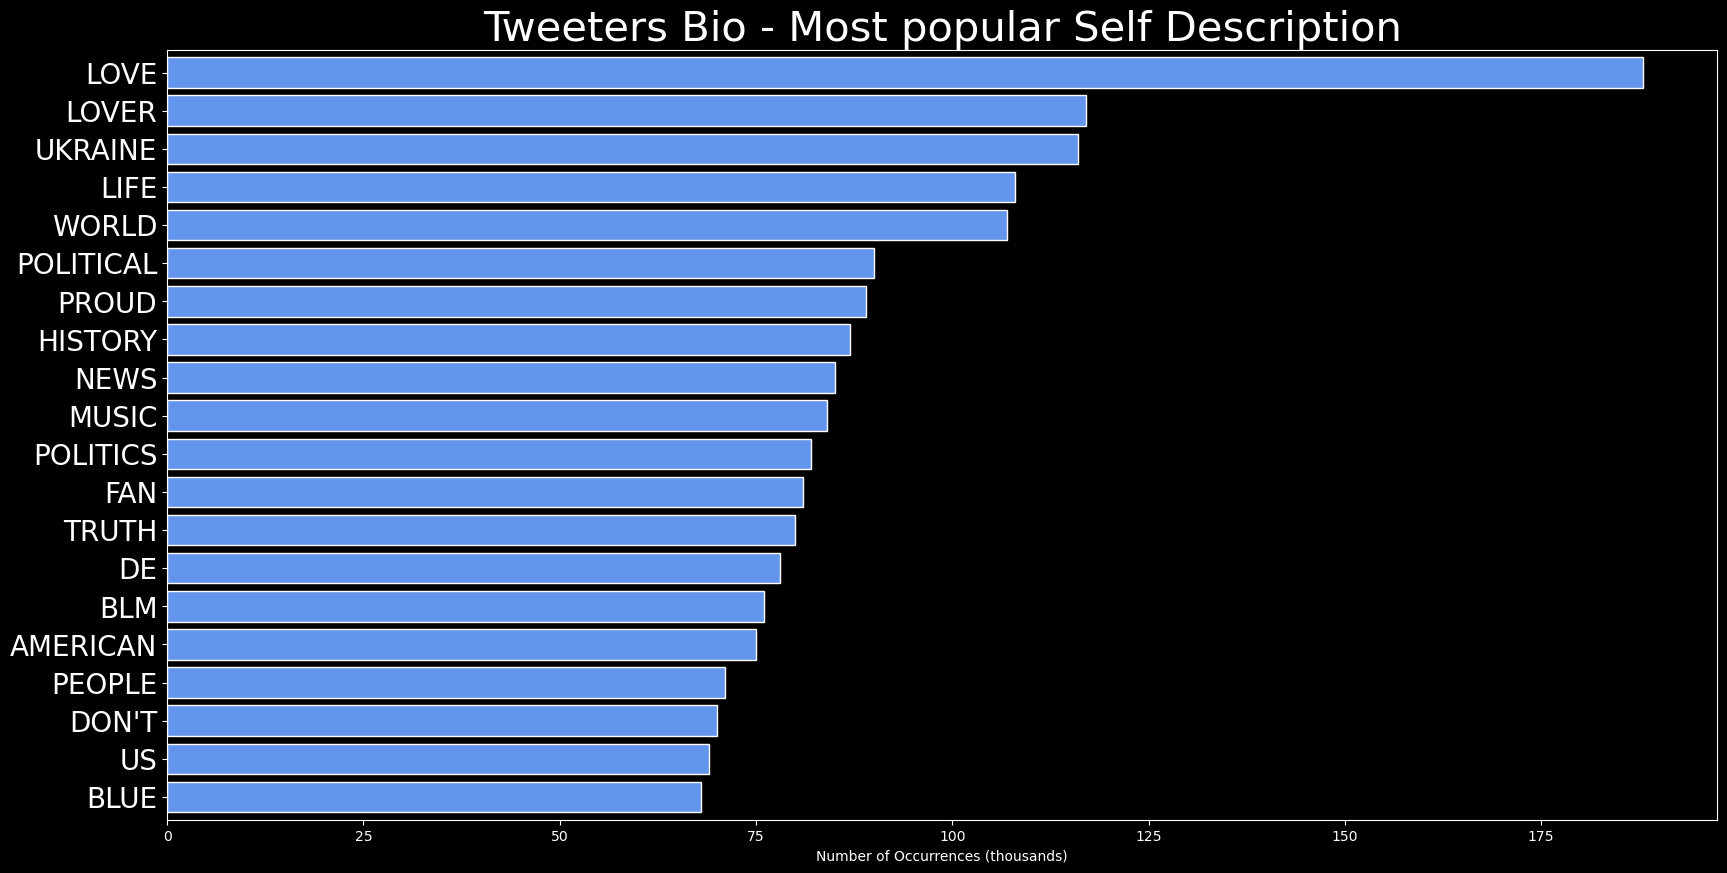 Tweeters Bio - Most popular Self Description
LOVE
LOVER
UKRAINE
LIFE
WORLD
POLITICAL
PROUD
HISTORY
NEWS
MUSIC
POLITICS
FAN
TRUTH
DE
BLM
AMERICAN
PEOPLE
DON'T
US
BLUE
0 25 50 75 100 125 150 175
Number of Occurrences (thousands)